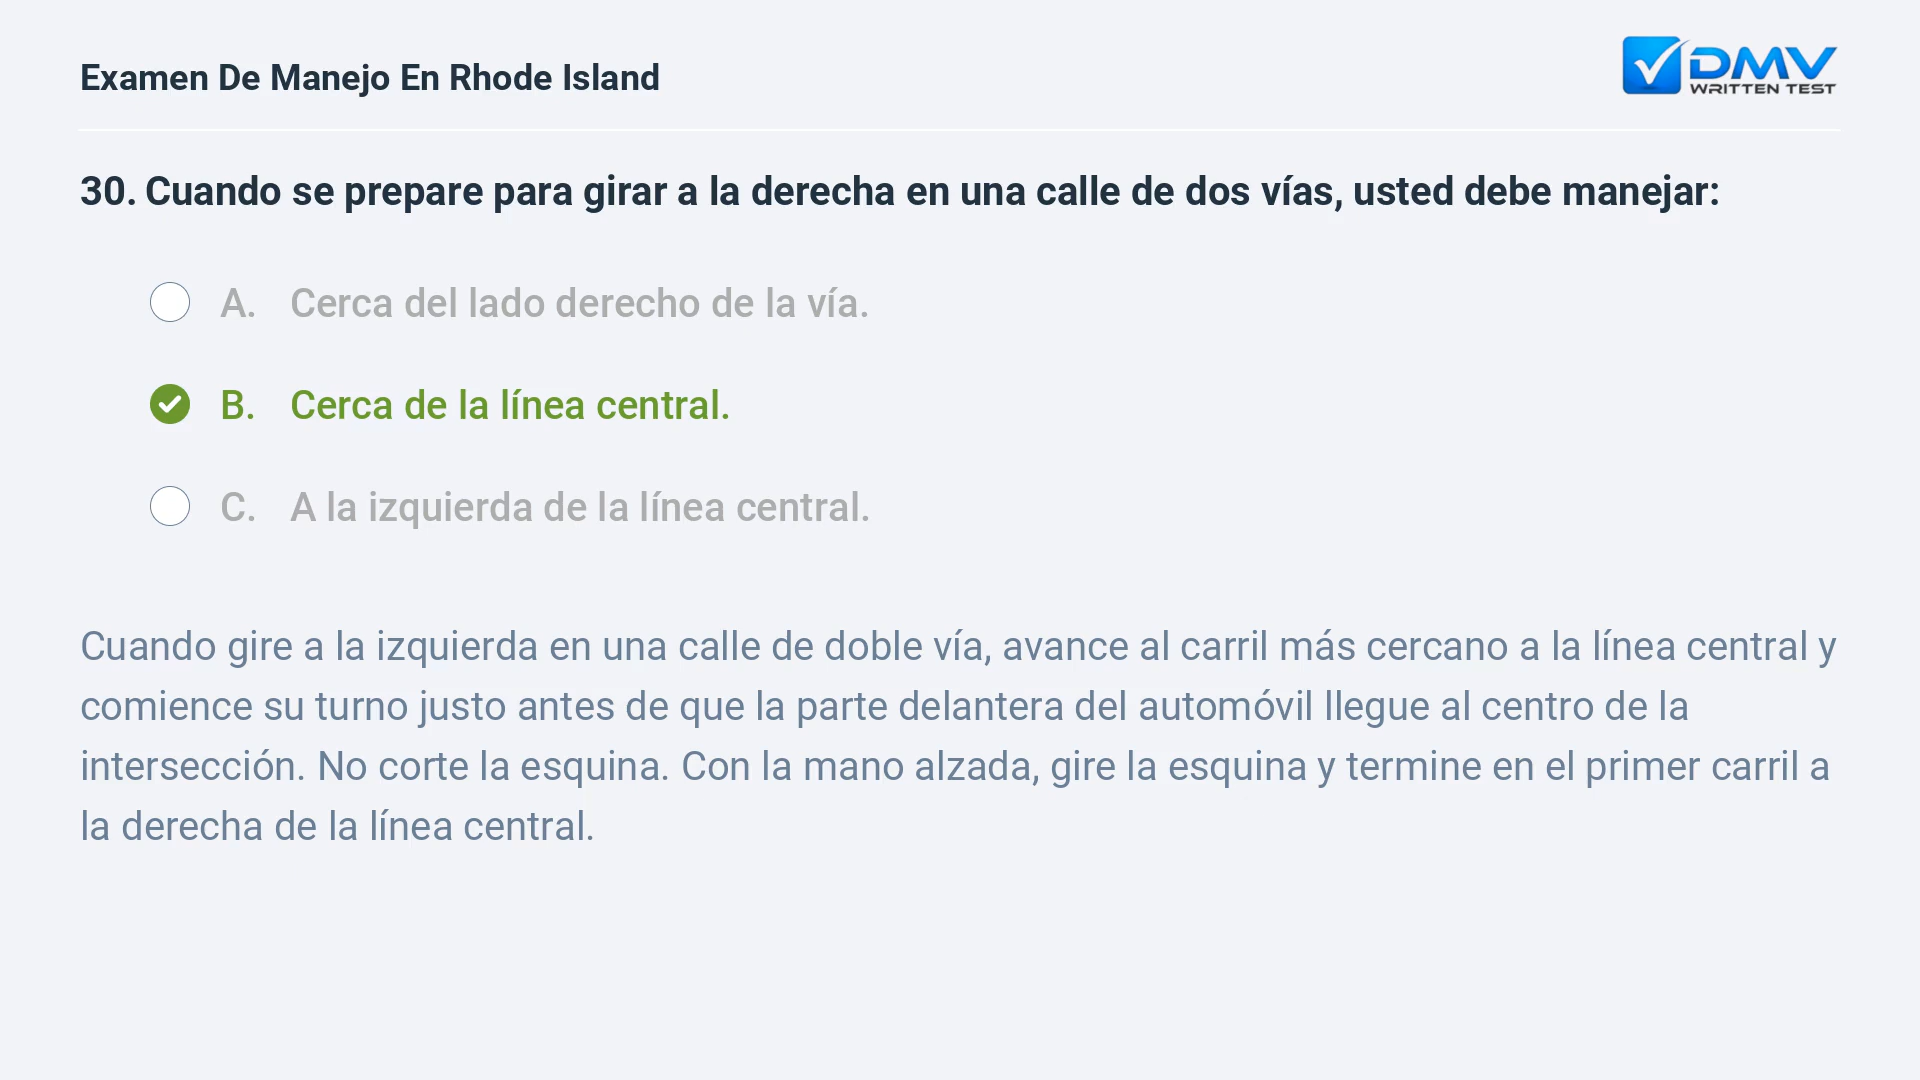 Examen De Manejo En Rhode Island
DMV
WRITTEN TEST
30. Cuando se prepare para girar a la derecha en una calle de dos vías, usted debe manejar:
A. Cerca del lado derecho de la vía.
B. Cerca de la línea central.
C. A la izquierda de la línea central.
Cuando gire a la izquierda en una calle de doble vía, avance al carril más cercano a la línea central y
comience su turno justo antes de que la parte delantera del automóvil llegue al centro de la
intersección. No corte la esquina. Con la mano alzada, gire la esquina y termine en el primer carril a
la derecha de la línea central.